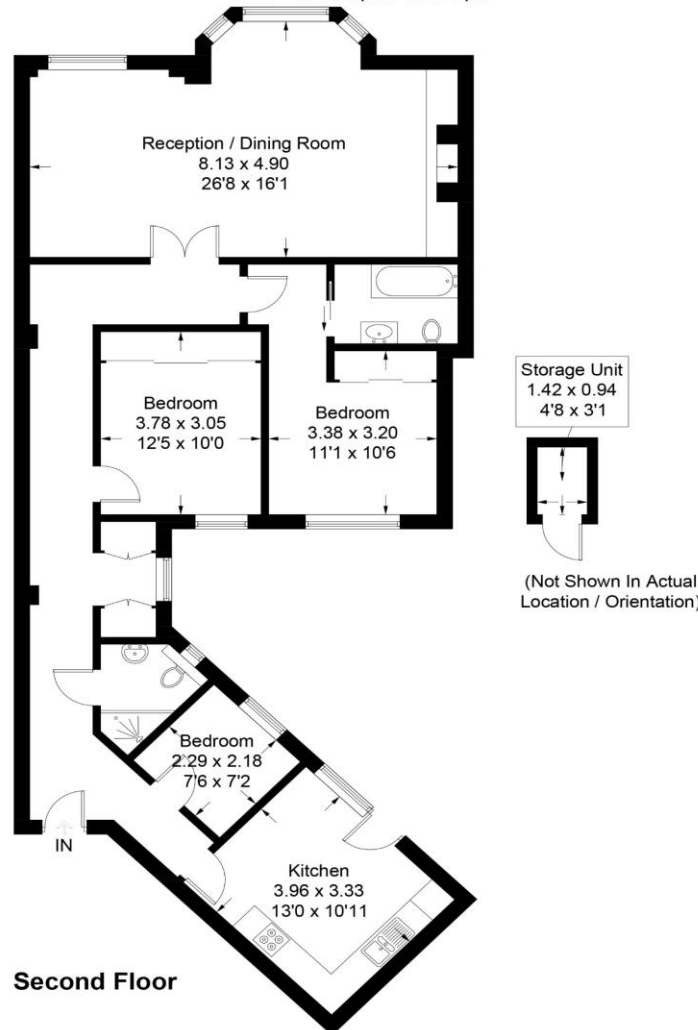 Reception / Dining Room
8.13 x 4.90
26'8 x 16'1
Bedroom
3.78 x 3.05
12'5 x 10'0
Bedroom
3.38 x 3.20
11'1 x 10'6
Storage Unit
1.42 x 0.94
4'8 x 3'1
(Not Shown In Actual
Location / Orientation)
Bedroom
2.29 x 2.18
7'6 x 7'2
IN
Kitchen
3.96 x 3.33
13'0 x 10'11
Second Floor